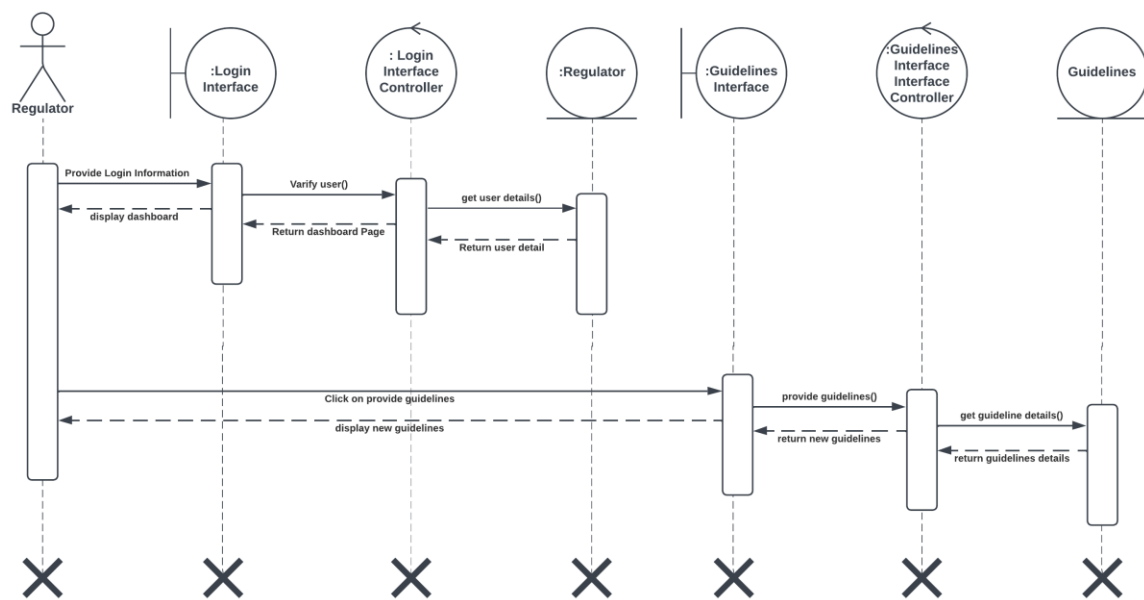 Regulator
:Login
Interface
: Login
Interface
Controller
:Regulator
:Guidelines
Interface
:Guidelines
Interface
Interface
Controller
Guidelines
Provide Login Information
Varify user()
get user details()
display dashboard
Return dashboard Page
Return user detail
Click on provide guidelines
provide guidelines()
get guideline details()
display new guidelines
return new guidelines
return guidelines details